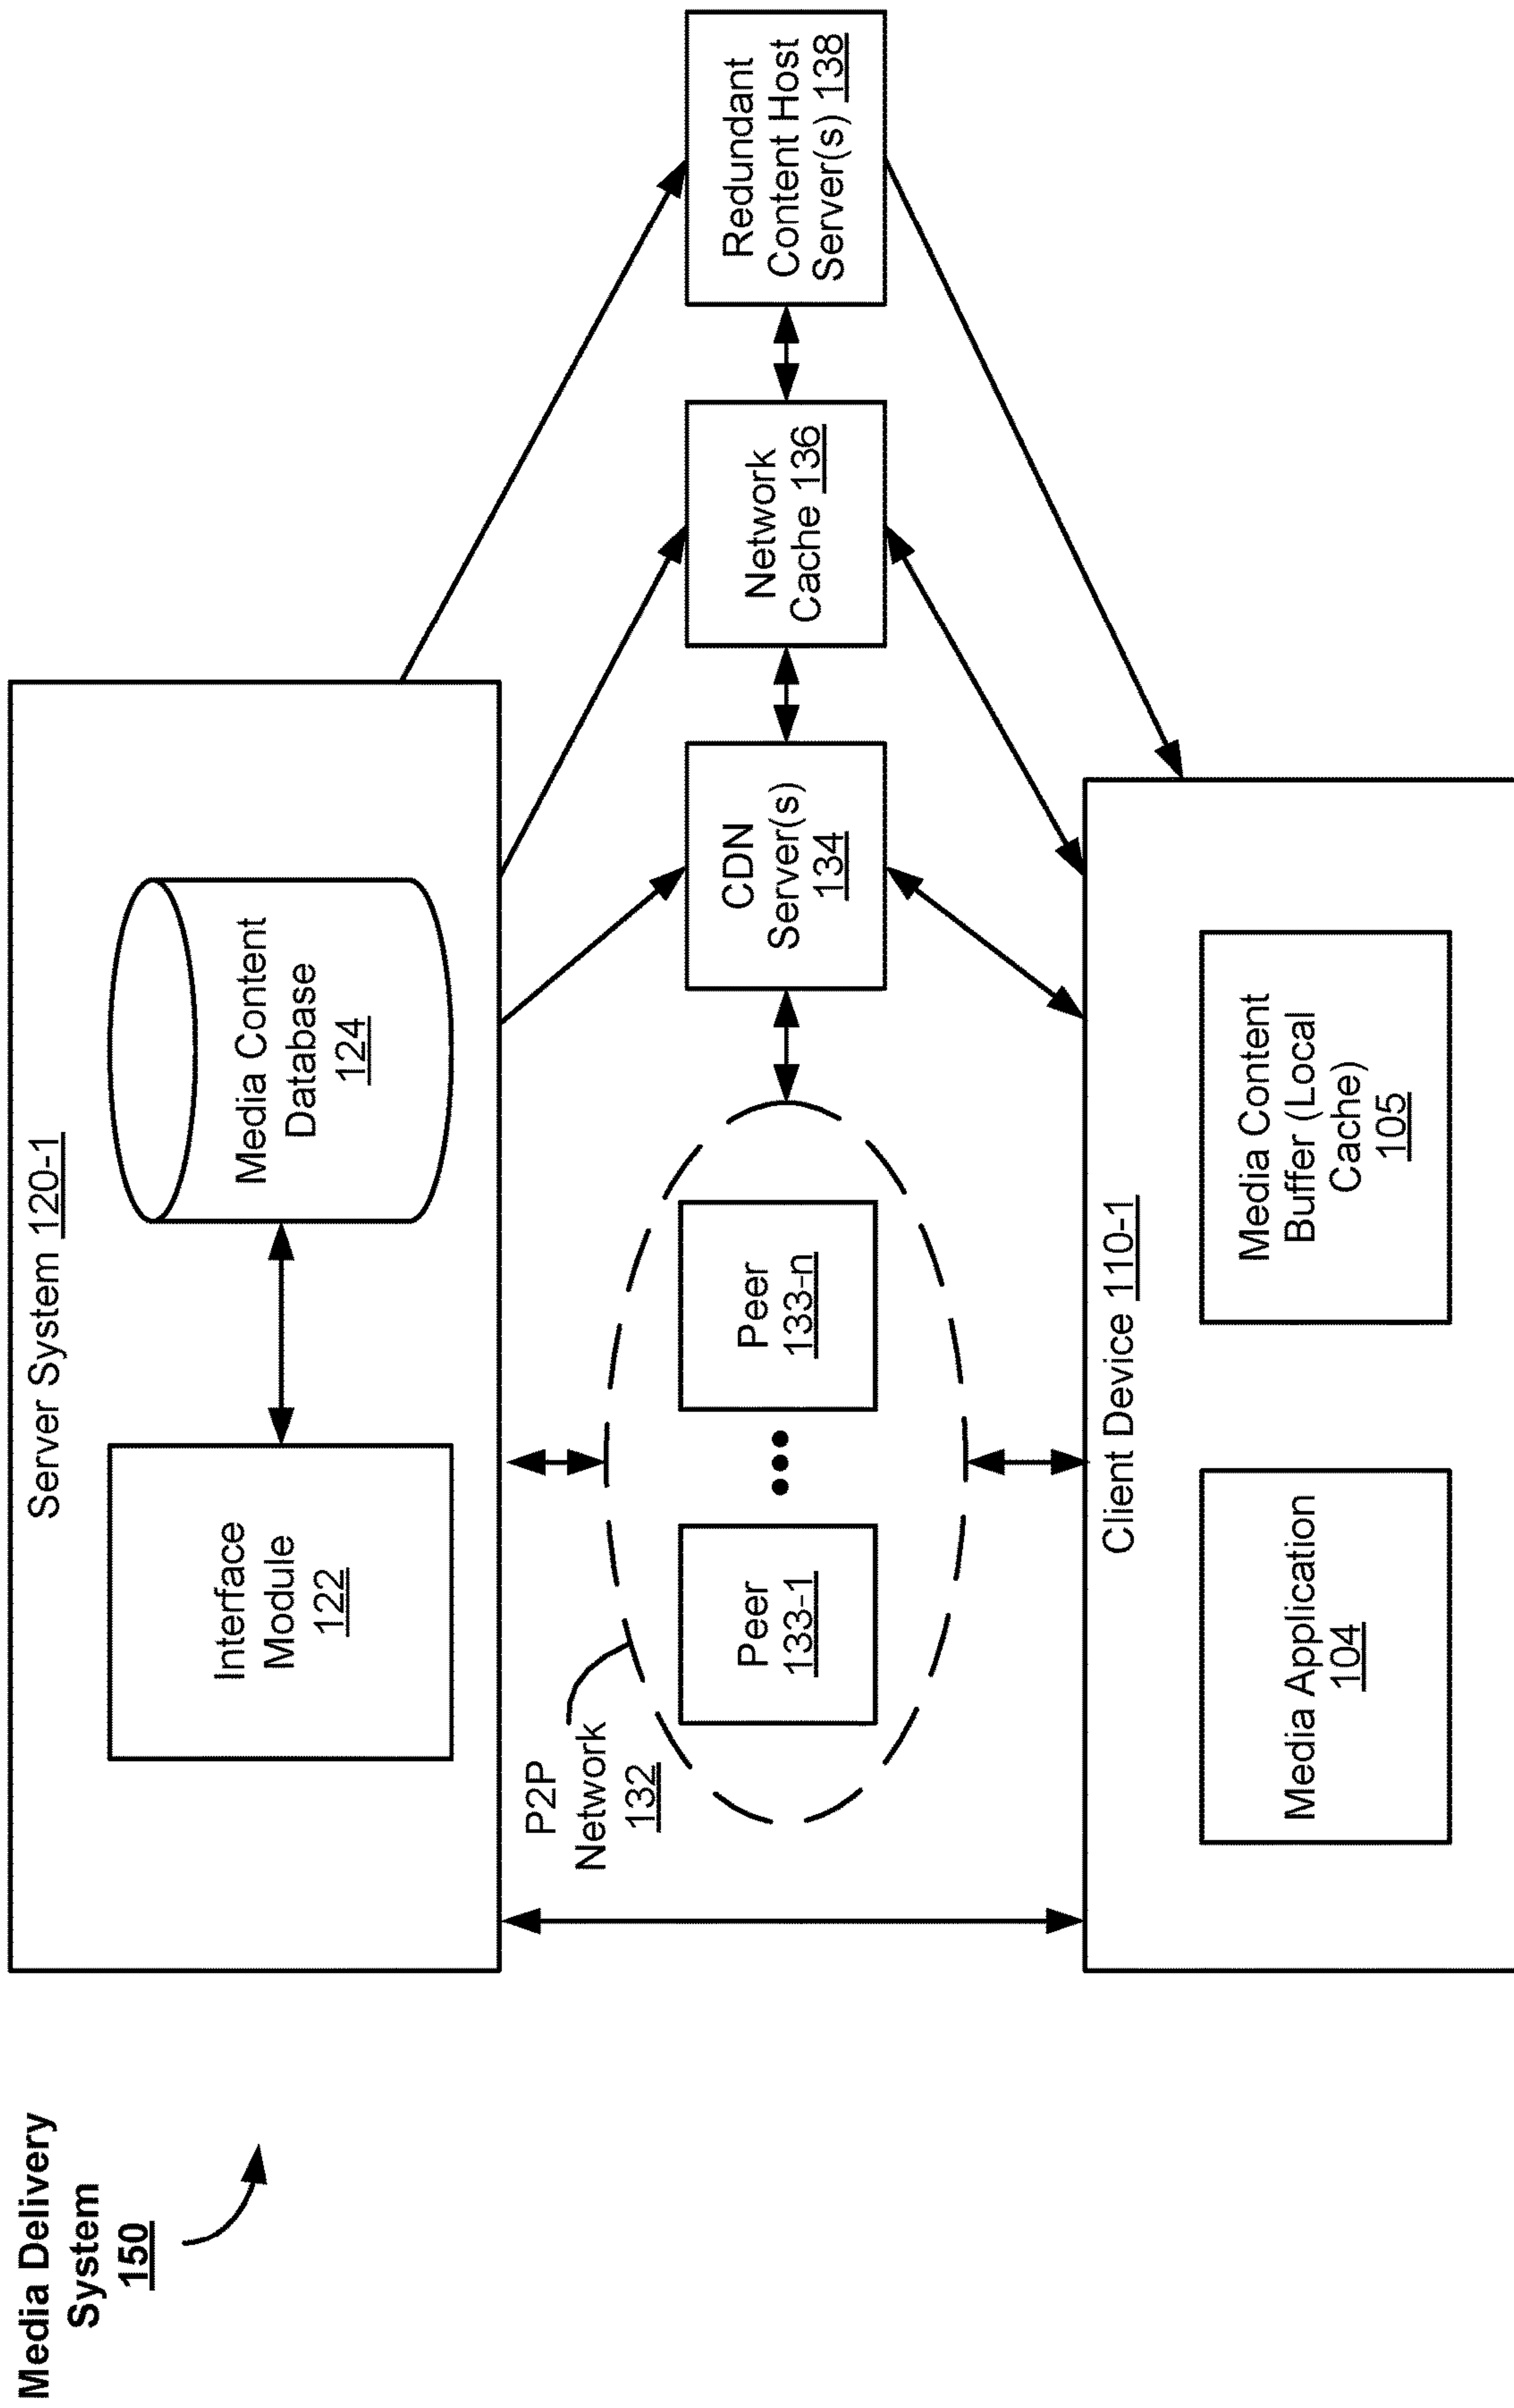 Media Delivery
System
150
Server System 120-1
Interface
Module
122
Media Content
Database
124
P2P
Network
132
Peer
133-1
Peer
133-n
CDN
Server(s)
134
Network
Cache 136
Redundant
Content Host
Server(s) 138
Client Device 110-1
Media Application
104
Media Content
Buffer (Local
Cache)
105